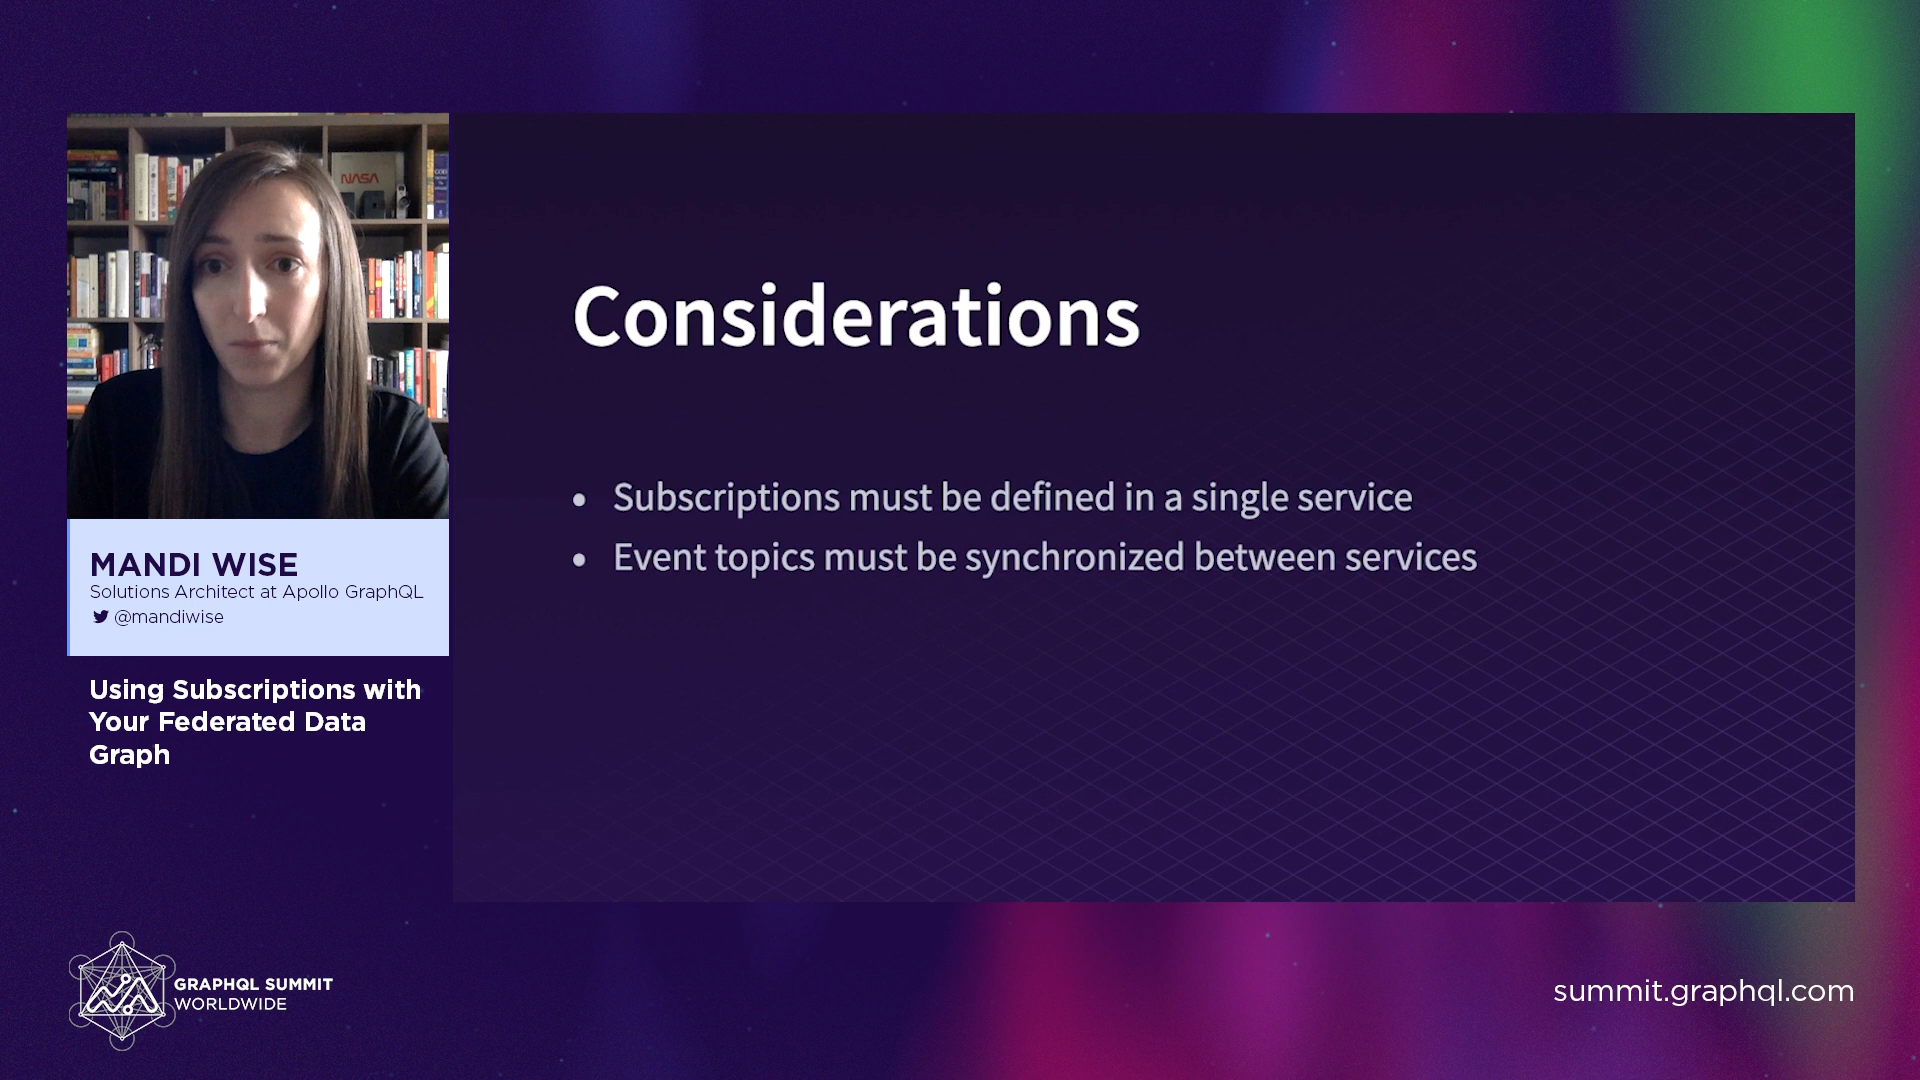 NASA
MANDI WISE
Solutions Architect at Apollo GraphQL
@mandiwise
Using Subscriptions with
Your Federated Data
Graph
Considerations
• Subscriptions must be defined in a single service
• Event topics must be synchronized between services
GRAPHQL SUMMIT
WORLDWIDE
summit.graphql.com